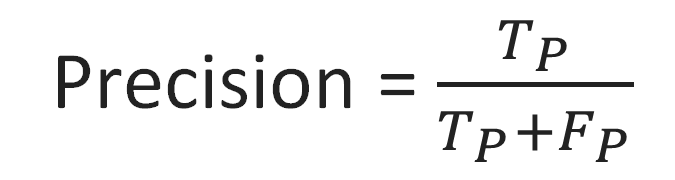 Precision = T_P / T_P+F_P